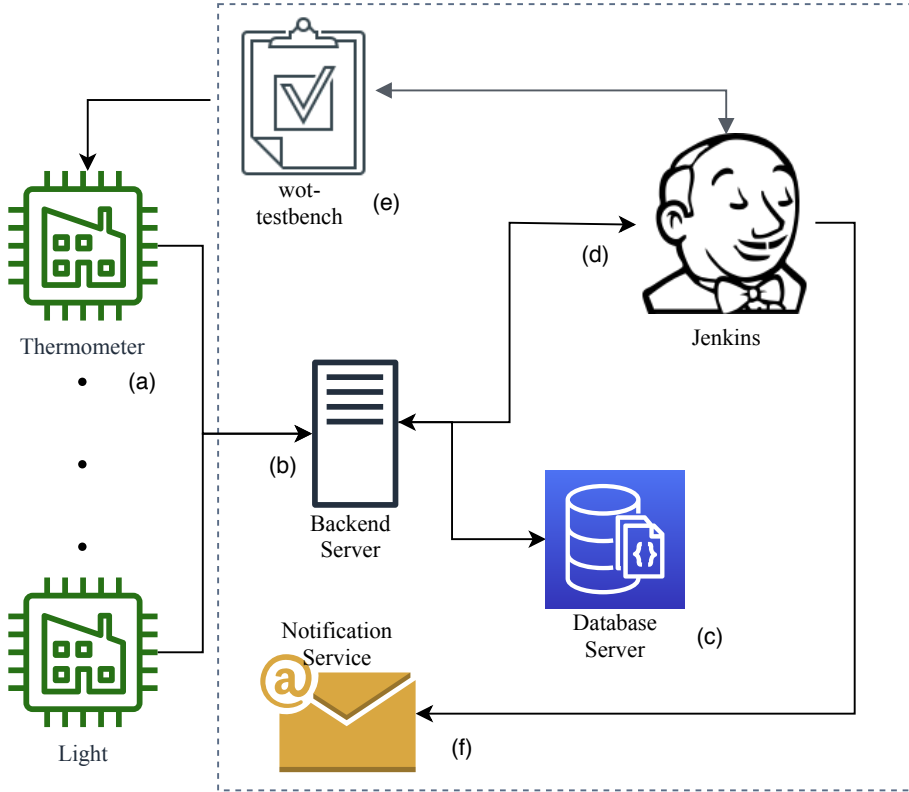 wot-
testbench
(e)
(d)
Jenkins
Thermometer
(a)
(b)
Backend
Server
Database
Server
(c)
Notification
Service
@
(f)
Light
{}